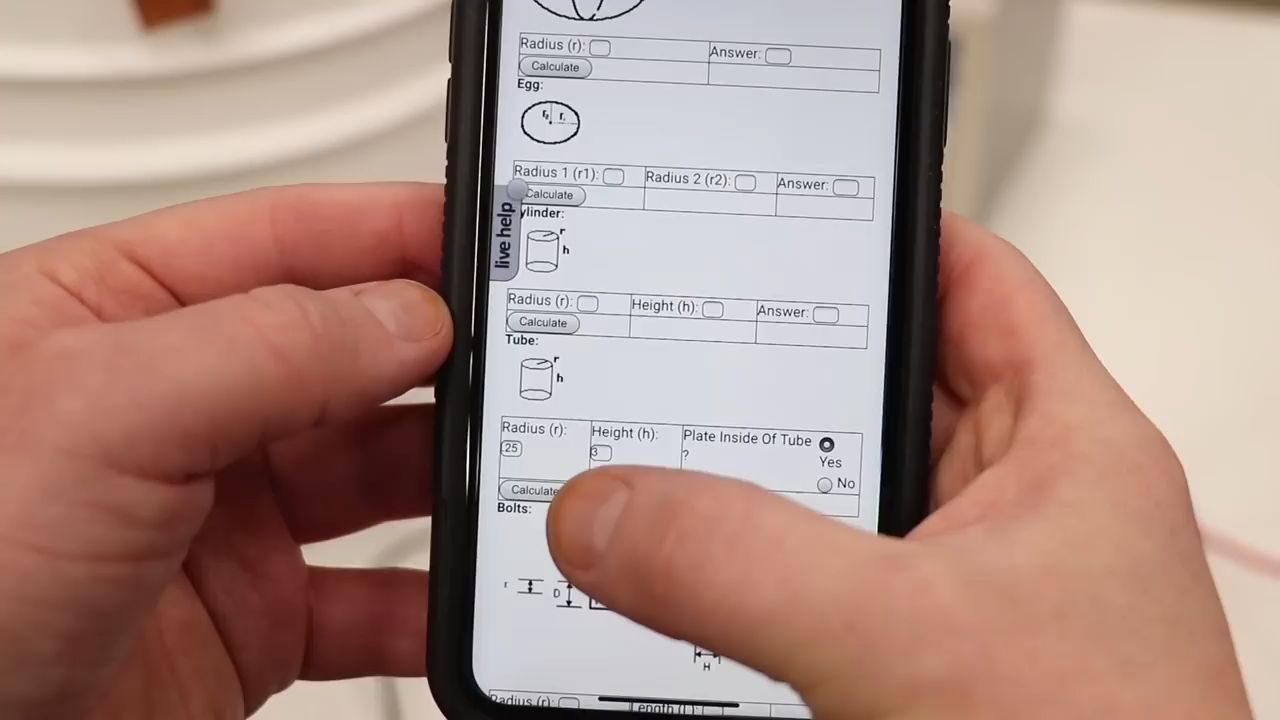 Radius (r): Answer:
Calculate
Egg:
r₂ r₁
Radius 1 (r1): Radius 2 (r2): Answer:
Calculate
live help
ylinder:
r
h
Radius (r): Height (h): Answer:
Calculate
Tube:
r
h
Radius (r): Height (h): Plate Inside Of Tube
25 3 ? Yes
No
Calculate
Bolts:
r D
H
Radius (r): Length (L):